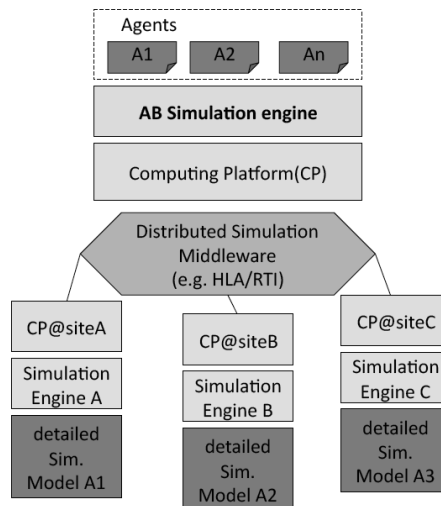 Agents
A1 A2 An
AB Simulation engine
Computing Platform(CP)
Distributed Simulation
Middleware
(e.g. HLA/RTI)
CP@siteA
Simulation
Engine A
detailed
Sim.
Model A1
CP@siteB
Simulation
Engine B
detailed
Sim.
Model A2
CP@siteC
Simulation
Engine C
detailed
Sim.
Model A3